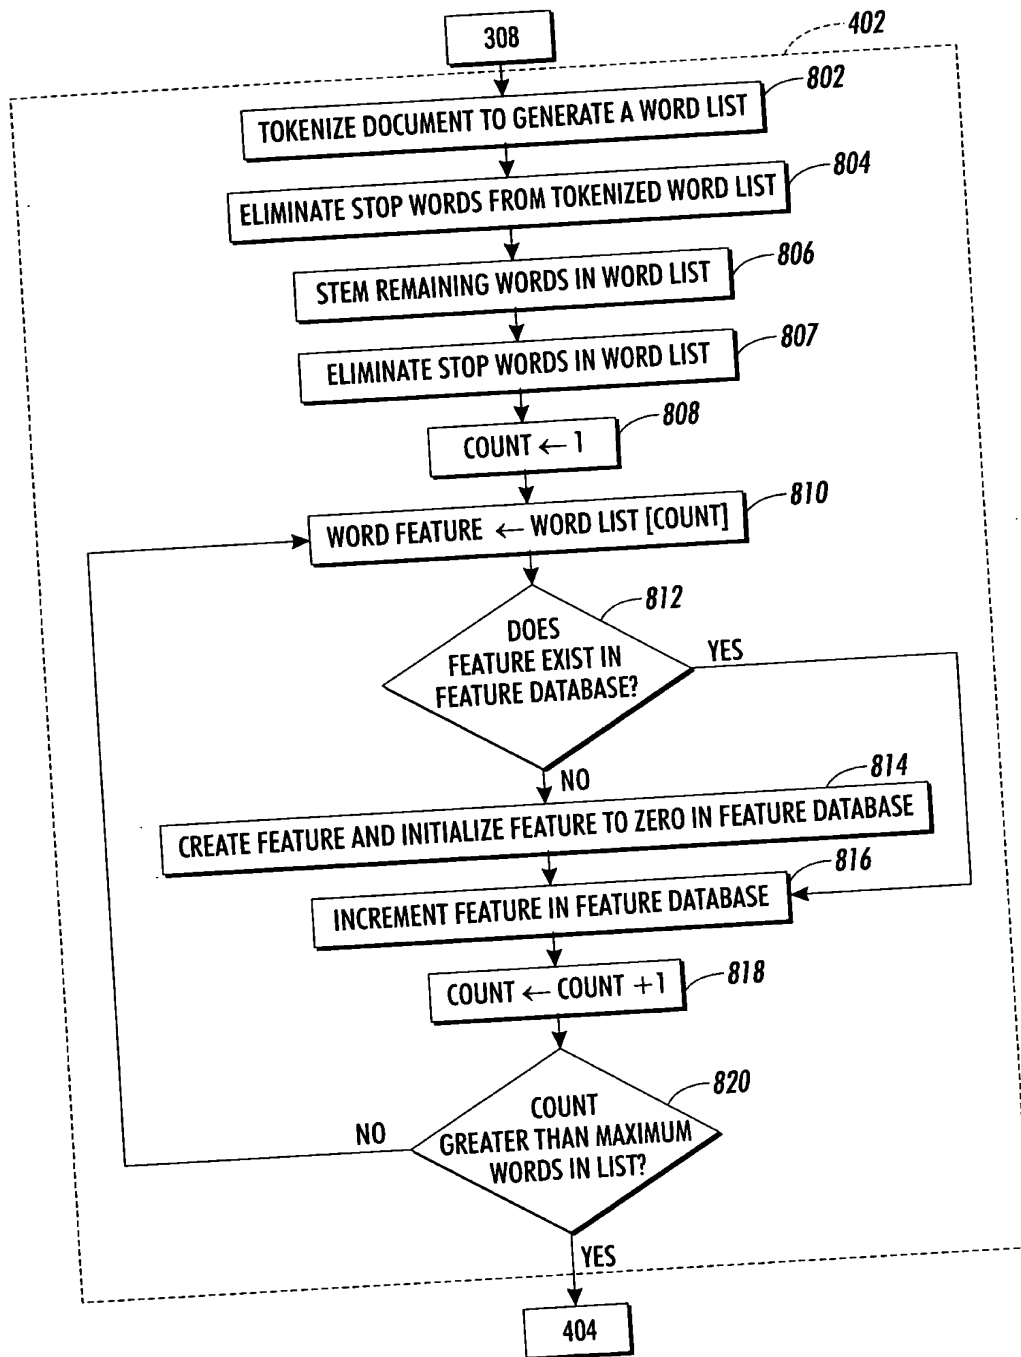 308
402
802
TOKENIZE DOCUMENT TO GENERATE A WORD LIST
804
ELIMINATE STOP WORDS FROM TOKENIZED WORD LIST
806
STEM REMAINING WORDS IN WORD LIST
807
ELIMINATE STOP WORDS IN WORD LIST
808
COUNT ← 1
810
WORD FEATURE ← WORD LIST [COUNT]
812
DOES
FEATURE EXIST IN
FEATURE DATABASE?
YES
NO
814
CREATE FEATURE AND INITIALIZE FEATURE TO ZERO IN FEATURE DATABASE
816
INCREMENT FEATURE IN FEATURE DATABASE
818
COUNT ← COUNT +1
820
COUNT
GREATER THAN MAXIMUM
WORDS IN LIST?
NO
YES
404